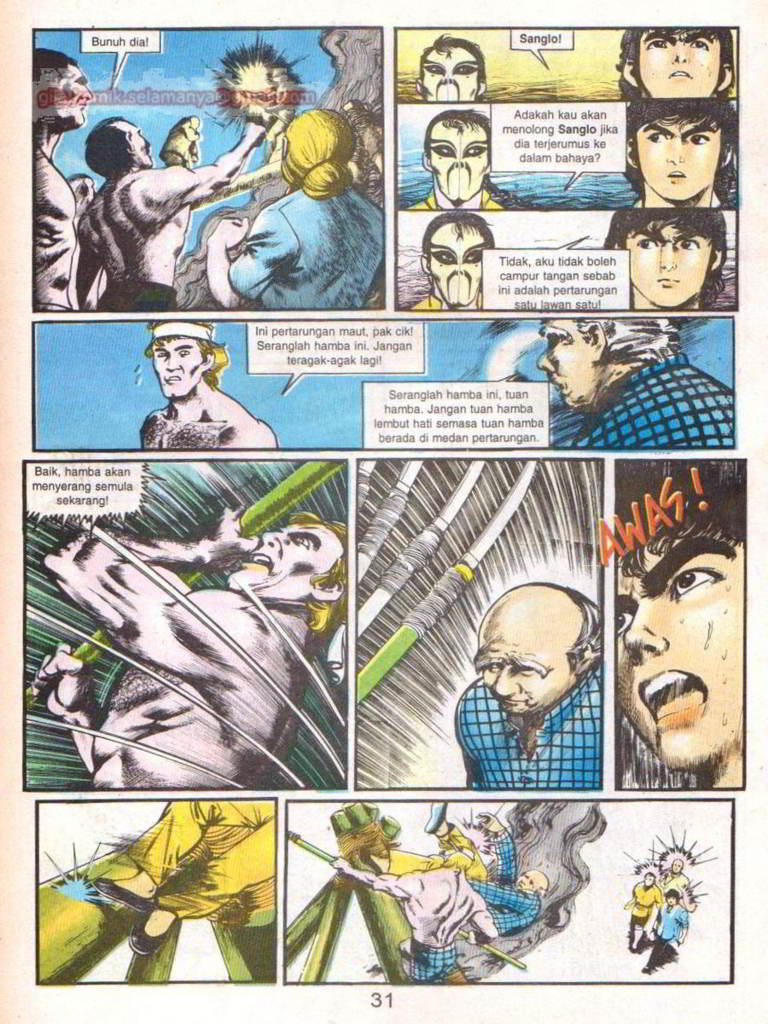 Bunuh dia!
Sanglo!
Adakah kau akan
menolong Sanglo jika
dia terjerumus ke
dalam bahaya?
Tidak, aku tidak boleh
campur tangan sebab
ini adalah pertarungan
satu lawan satu!
Ini pertarungan maut, pak cik!
Seranglah hamba ini. Jangan
teragak-agak lagi!
Seranglah hamba ini, tuan
hamba. Jangan tuan hamba
lembut hati semasa tuan hamba
berada di medan pertarungan.
Baik, hamba akan
menyerang semula
sekarang!
AWAS!
31